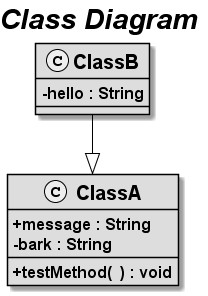 Class Diagram
C ClassB
-hello : String
C ClassA
+message : String
-bark : String
+testMethod( ) : void